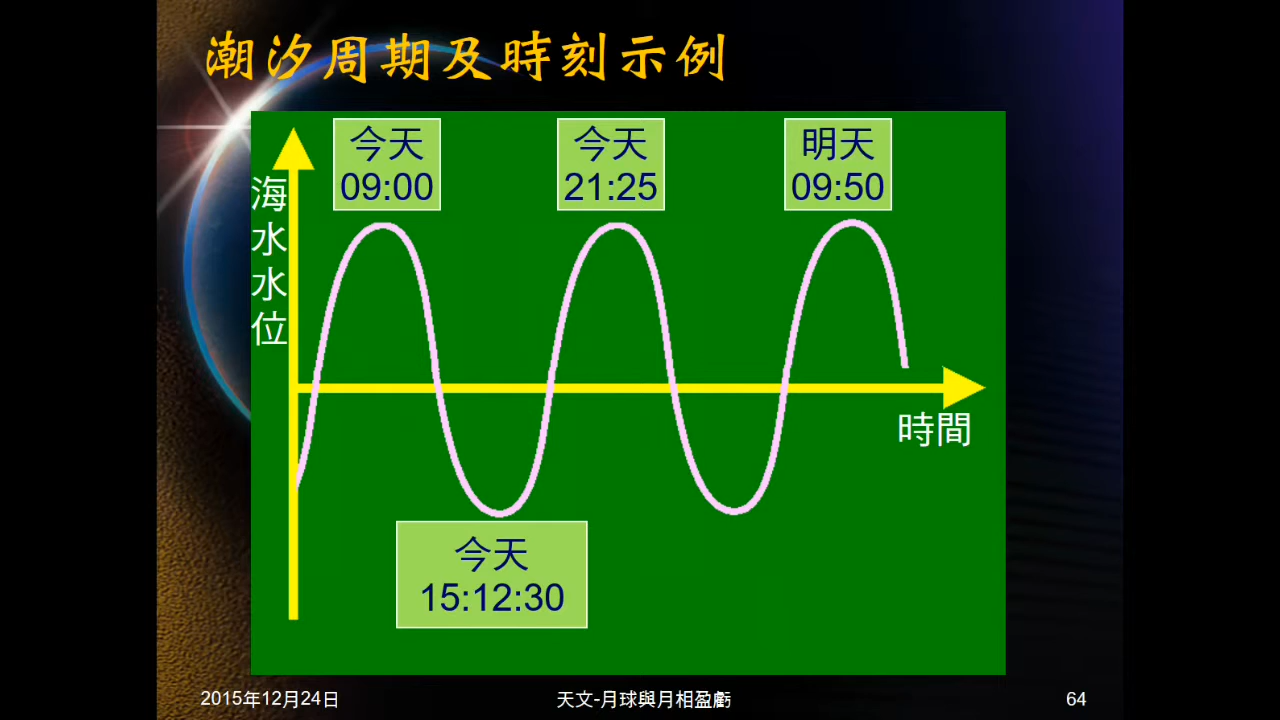 潮汐周期及時刻示例
今天
09:00
今天
21:25
明天
09:50
海水水位
時間
今天
15:12:30
2015年12月24日
天文-月球與月相盈虧
64